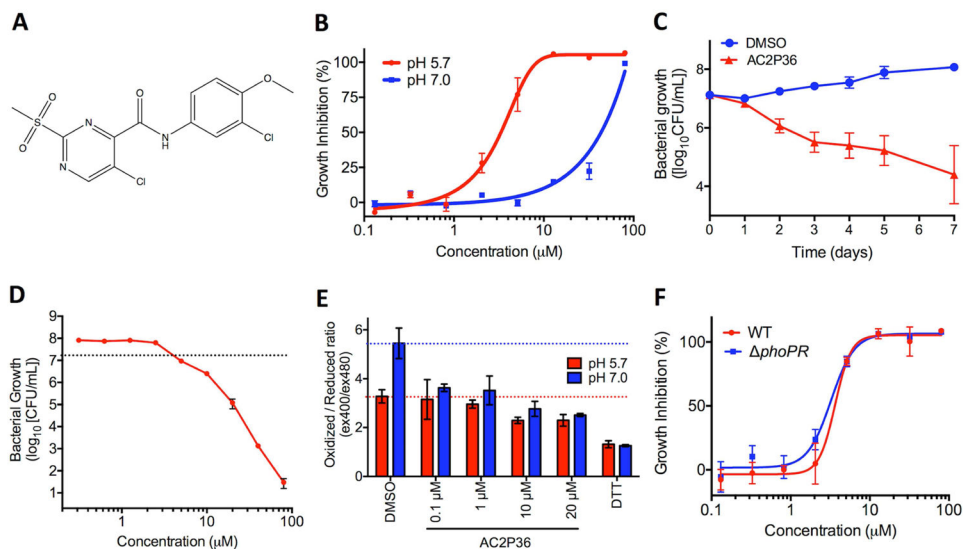 A
O
O
H
N
S
O
N
Cl
O
N
Cl
B
pH 5.7
pH 7.0
Growth Inhibition (%)
100
75
50
25
0
0.1
1
10
100
Concentration (μM)
C
DMSO
AC2P36
Bacterial growth
([log10CFU/mL])
8
6
4
0
1
2
3
4
5
6
7
Time (days)
D
Bacterial Growth
(log10 [CFU/mL)
9
8
7
6
5
4
3
2
1
1
10
100
Concentration (μM)
E
Oxidized / Reduced ratio
(ex400/ex480)
8
6
4
2
0
pH 5.7
pH 7.0
DMSO
0.1 μM
1 μM
10 μM
20 μM
DTT
AC2P36
F
WT
ΔphoPR
Growth Inhibition (%)
100
50
0
0.1
1
10
100
Concentration (μM)